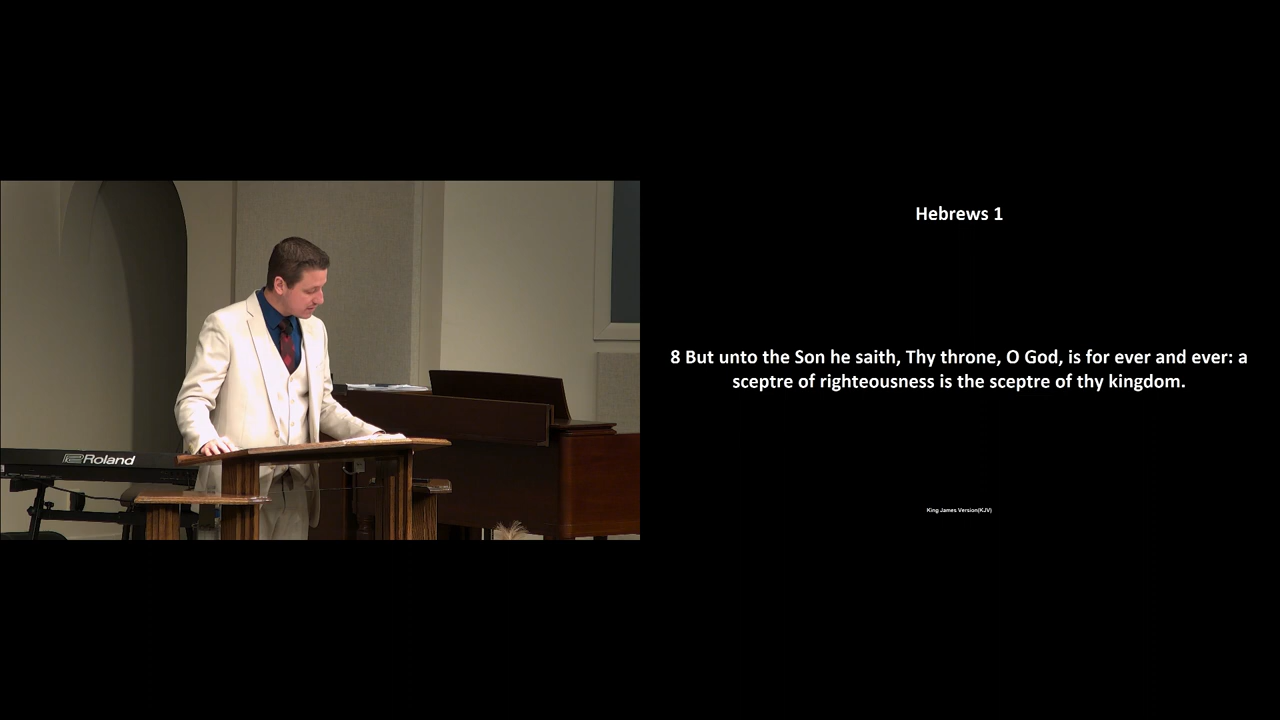 Roland
Hebrews 1
8 But unto the Son he saith, Thy throne, O God, is for ever and ever: a
sceptre of righteousness is the sceptre of thy kingdom.
King James Version(KJV)